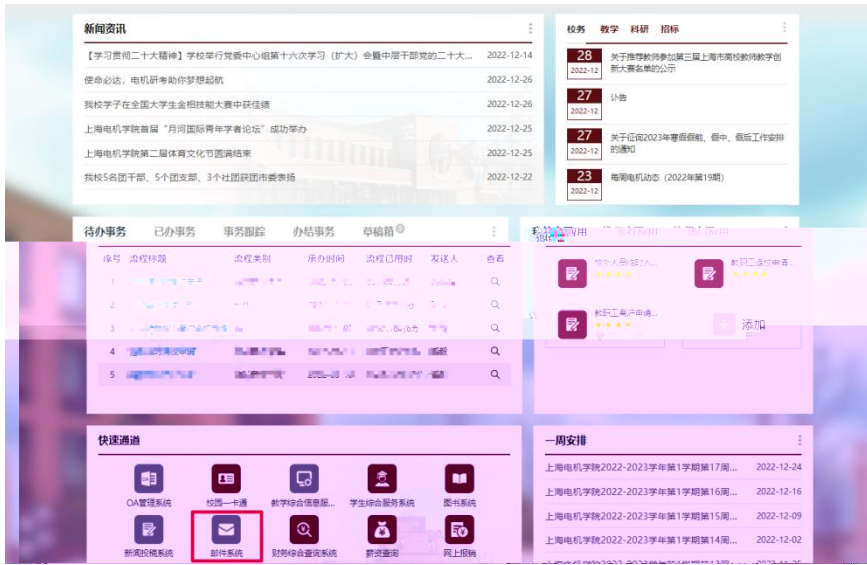 新闻资讯
【学习贯彻二十大精神】学校举行党委中心组第十六次学习（扩大）会暨中层干部党的二十大... 2022-12-14
使命必达，电机研考助你梦想起航 2022-12-26
我校学子在全国大学生金相技能大赛中获佳绩 2022-12-26
上海电机学院首届“月河国际青年学者论坛”成功举办 2022-12-25
上海电机学院第二届体育文化节圆满结束 2022-12-25
我校5名团干部、5个团支部、3个社团获团市委表扬 2022-12-22
校务 教学 科研 招标
28 2022-12 关于推荐教师参加第三届上海市高校教师教学创
新大赛名单的公示
27 2022-12 讣告
27 2022-12 关于征询2023年寒假假前、假中、假后工作安排
的通知
23 2022-12 每周电机动态（2022年第19期）
待办事务 已办事务 事务跟踪 办结事务 草稿箱
序号 流程标题 流程类别 承办时间 流程已用时 发送人 查看
1
2
3
4
5
教职工返校申请...
教职工离沪申请...
添加
快速通道
OA管理系统 校园一卡通 教学综合信息服... 学生综合服务系统 图书系统
新闻投稿系统 邮件系统 财务综合查询系统 薪资查询 网上报销
一周安排
上海电机学院2022-2023学年第1学期第17周... 2022-12-24
上海电机学院2022-2023学年第1学期第16周... 2022-12-16
上海电机学院2022-2023学年第1学期第15周... 2022-12-09
上海电机学院2022-2023学年第1学期第14周... 2022-12-02